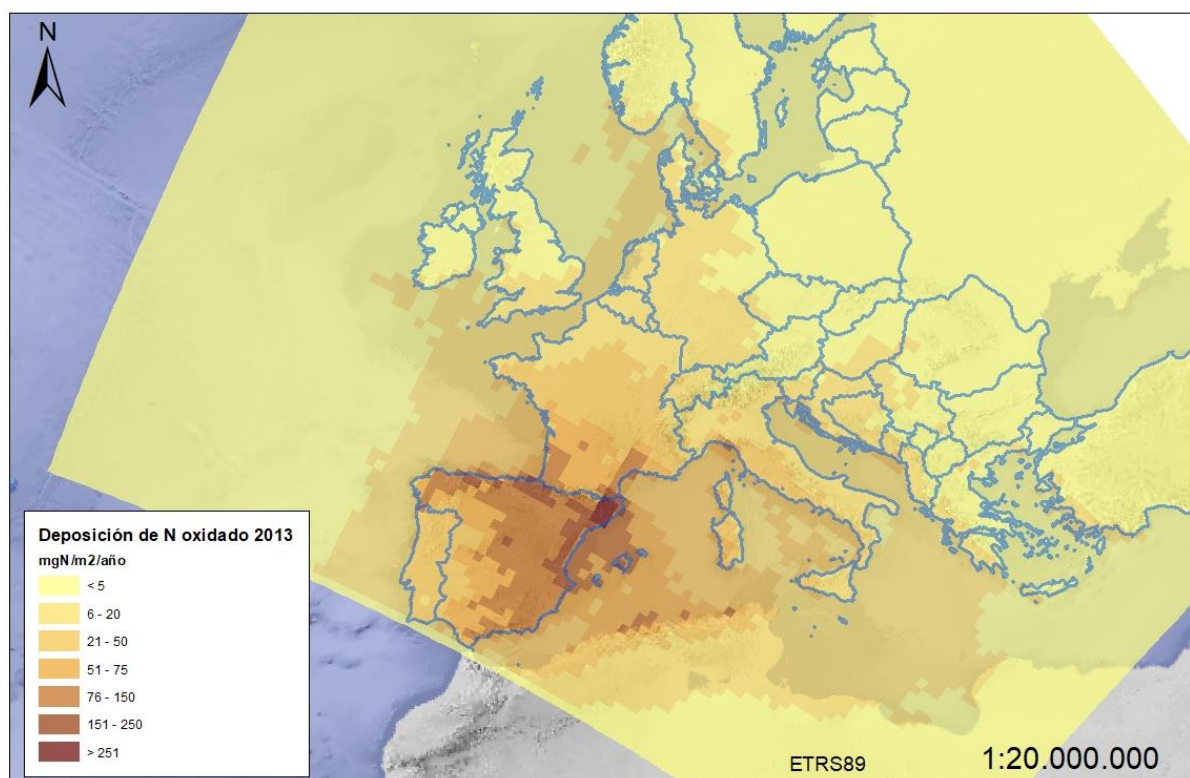 N
Deposición de N oxidado 2013
mgN/m2/año
< 5
6 - 20
21 - 50
51 - 75
76 - 150
151 - 250
> 251
ETRS89
1:20.000.000